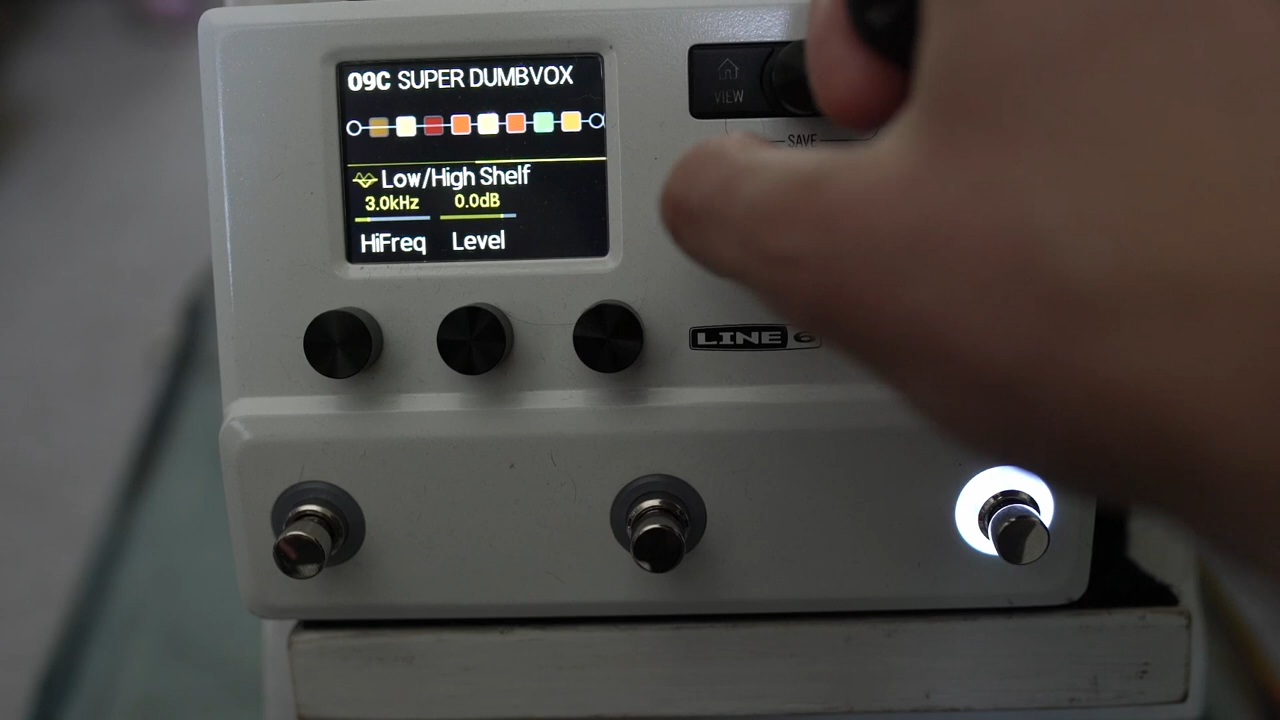 09C SUPER DUMBVOX
Low/High Shelf
3.0kHz 0.0dB
HiFreq Level
VIEW
SAVE
LINE 6